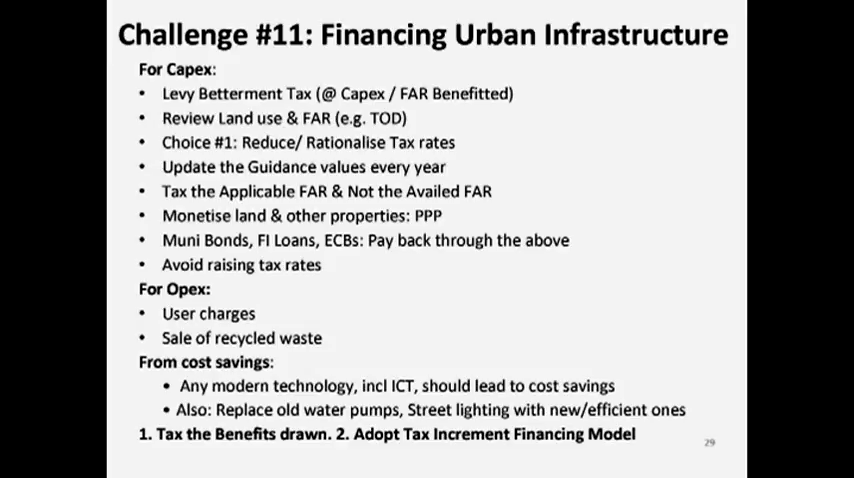 Challenge #11: Financing Urban Infrastructure
For Capex:
• Levy Betterment Tax (@ Capex / FAR Benefitted)
• Review Land use & FAR (e.g. TOD)
• Choice #1: Reduce/ Rationalise Tax rates
• Update the Guidance values every year
• Tax the Applicable FAR & Not the Availed FAR
• Monetise land & other properties: PPP
• Muni Bonds, FI Loans, ECBs: Pay back through the above
• Avoid raising tax rates
For Opex:
• User charges
• Sale of recycled waste
From cost savings:
• Any modern technology, incl ICT, should lead to cost savings
• Also: Replace old water pumps, Street lighting with new/efficient ones
1. Tax the Benefits drawn. 2. Adopt Tax Increment Financing Model
29